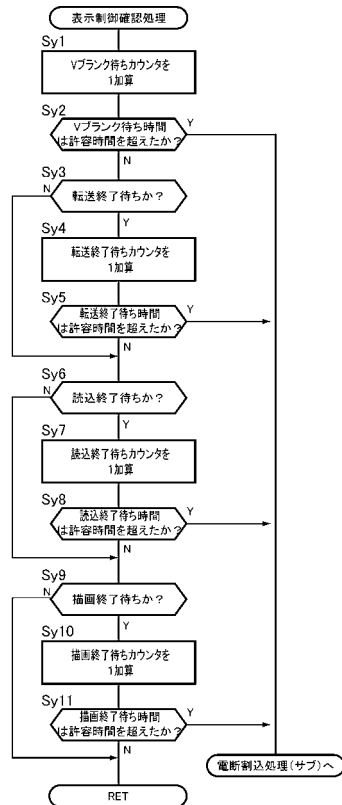 表示制御確認処理
Sy1
Vブランク待ちカウンタを
1加算
Sy2
Vブランク待ち時間
は許容時間を超えたか?
Y
N
Sy3
N
転送終了待ちか?
Y
Sy4
転送終了待ちカウンタを
1加算
Sy5
転送終了待ち時間
は許容時間を超えたか?
Y
N
Sy6
N
読込終了待ちか?
Y
Sy7
読込終了待ちカウンタを
1加算
Sy8
読込終了待ち時間
は許容時間を超えたか?
Y
N
Sy9
N
描画終了待ちか?
Y
Sy10
描画終了待ちカウンタを
1加算
Sy11
描画終了待ち時間
は許容時間を超えたか?
Y
N
電断割込処理(サブ)へ
RET